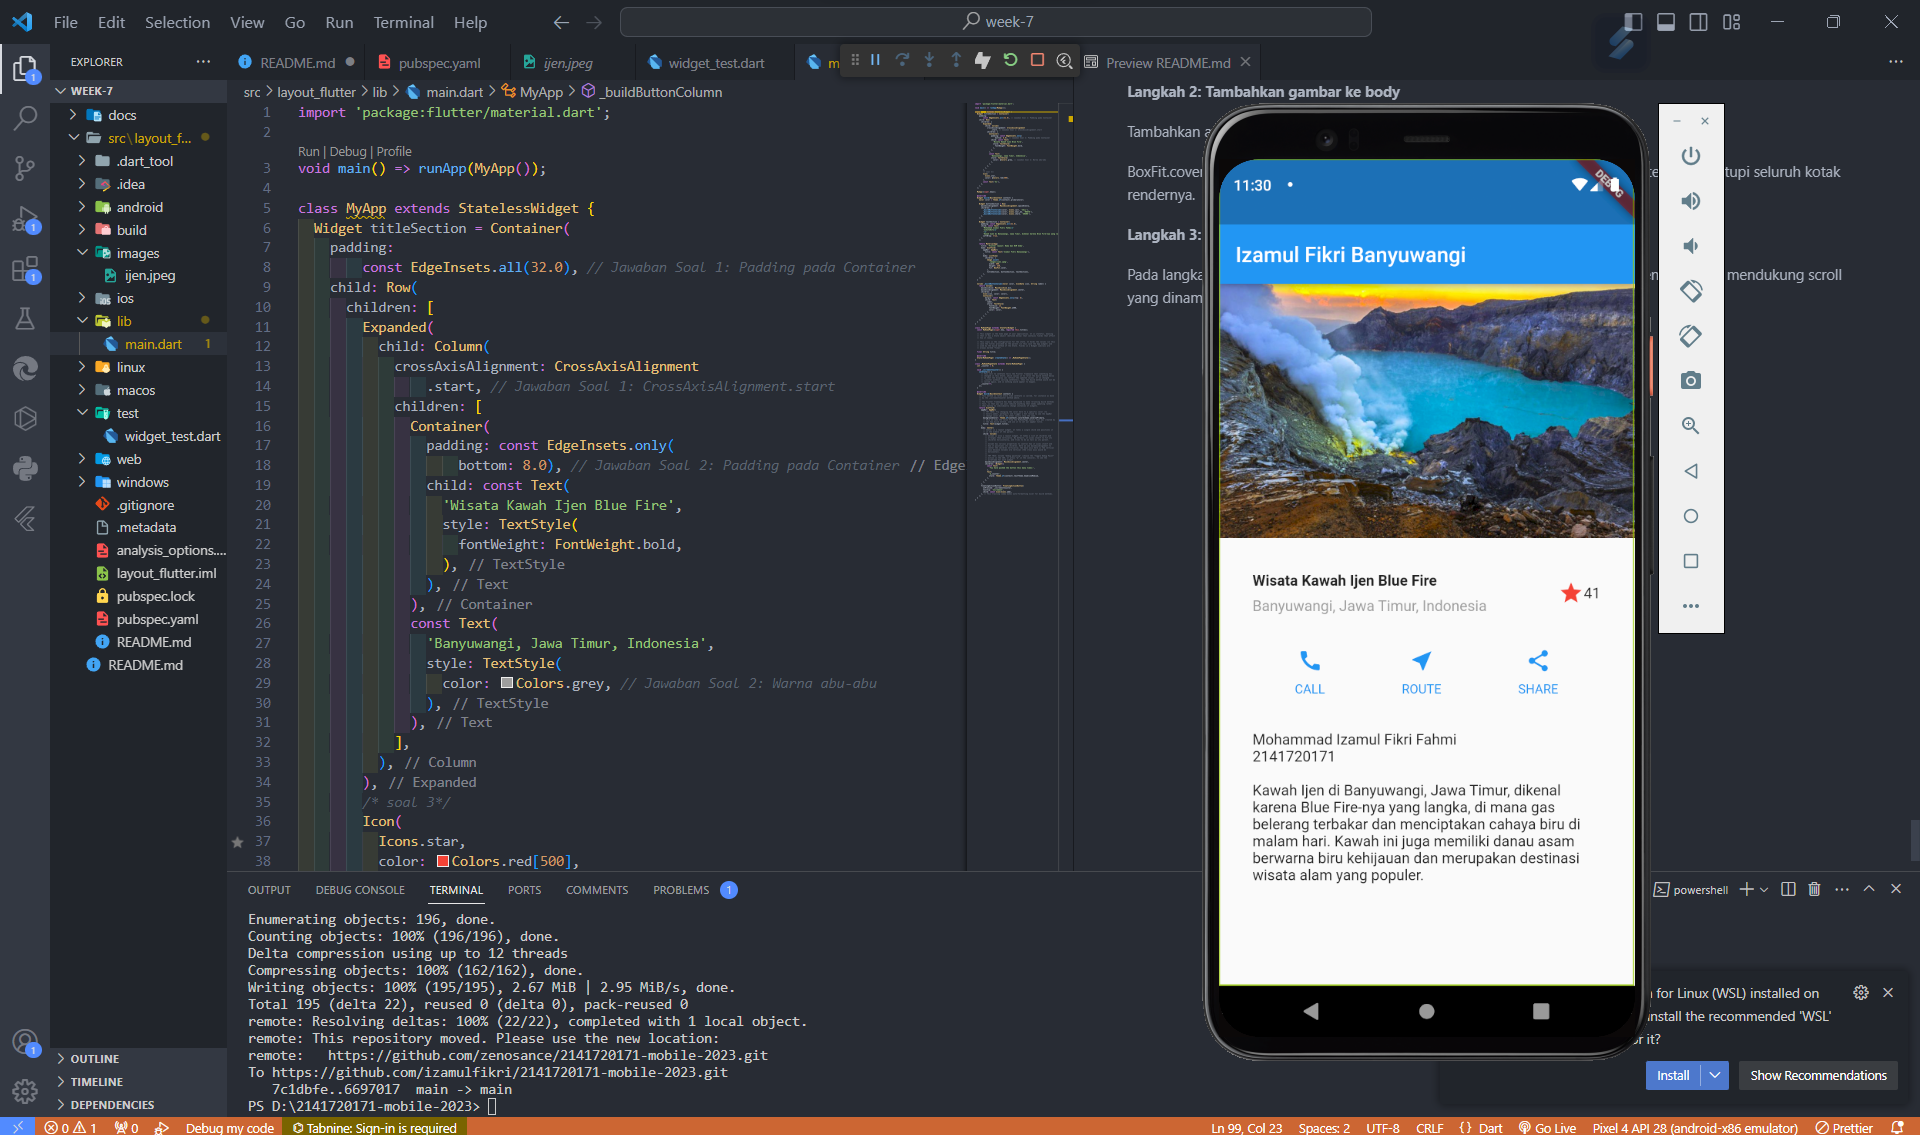 File Edit Selection View Go Run Terminal Help
week-7
EXPLORER
README.md
pubspec.yaml
ijen.jpeg
widget_test.dart
Preview README.md
WEEK-7
docs
src\layout_f...
.dart_tool
.idea
android
build
images
ijen.jpeg
ios
lib
main.dart 1
linux
macos
test
widget_test.dart
web
windows
.gitignore
.metadata
analysis_options....
layout_flutter.iml
pubspec.lock
pubspec.yaml
README.md
README.md
OUTLINE
TIMELINE
DEPENDENCIES
src > layout_flutter > lib > main.dart > MyApp > _buildButtonColumn
1 import 'package:flutter/material.dart';
2
Run | Debug | Profile
3 void main() => runApp(MyApp());
4
5 class MyApp extends StatelessWidget {
6 Widget titleSection = Container(
7 padding:
8 const EdgeInsets.all(32.0), // Jawaban Soal 1: Padding pada Container
9 child: Row(
10 children: [
11 Expanded(
12 child: Column(
13 crossAxisAlignment: CrossAxisAlignment
14 .start, // Jawaban Soal 1: CrossAxisAlignment.start
15 children: [
16 Container(
17 padding: const EdgeInsets.only(
18 bottom: 8.0), // Jawaban Soal 2: Padding pada Container // Edge
19 child: const Text(
20 'Wisata Kawah Ijen Blue Fire',
21 style: TextStyle(
22 fontWeight: FontWeight.bold,
23 ), // TextStyle
24 ), // Text
25 ), // Container
26 const Text(
27 'Banyuwangi, Jawa Timur, Indonesia',
28 style: TextStyle(
29 color: Colors.grey, // Jawaban Soal 2: Warna abu-abu
30 ), // TextStyle
31 ), // Text
32 ],
33 ), // Column
34 ), // Expanded
35 /* soal 3*/
36 Icon(
37 Icons.star,
38 color: Colors.red[500],
Langkah 2: Tambahkan gambar ke body
Tambahkan a
BoxFit.cover
tupi seluruh kotak
rendernya.
Langkah 3:
Pada langka
mendukung scroll
yang dinam
11:30
DEBUG
Izamul Fikri Banyuwangi
Wisata Kawah Ijen Blue Fire
Banyuwangi, Jawa Timur, Indonesia
41
CALL ROUTE SHARE
Mohammad Izamul Fikri Fahmi
2141720171
Kawah Ijen di Banyuwangi, Jawa Timur, dikenal
karena Blue Fire-nya yang langka, di mana gas
belerang terbakar dan menciptakan cahaya biru di
malam hari. Kawah ini juga memiliki danau asam
berwarna biru kehijauan dan merupakan destinasi
wisata alam yang populer.
OUTPUT DEBUG CONSOLE TERMINAL PORTS COMMENTS PROBLEMS 1
powershell
Enumerating objects: 196, done.
Counting objects: 100% (196/196), done.
Delta compression using up to 12 threads
Compressing objects: 100% (162/162), done.
Writing objects: 100% (195/195), 2.67 MiB | 2.95 MiB/s, done.
Total 195 (delta 22), reused 0 (delta 0), pack-reused 0
remote: Resolving deltas: 100% (22/22), completed with 1 local object.
remote: This repository moved. Please use the new location:
remote:   https://github.com/zenosance/2141720171-mobile-2023.git
To https://github.com/izamulfikri/2141720171-mobile-2023.git
7c1dbfe..6697017  main -> main
PS D:\2141720171-mobile-2023>
for Linux (WSL) installed on
nstall the recommended 'WSL'
r it?
Install
Show Recommendations
0 1 0 Debug my code Tabnine: Sign-in is required Ln 99, Col 23 Spaces: 2 UTF-8 CRLF {} Dart Go Live Pixel 4 API 28 (android-x86 emulator) Prettier